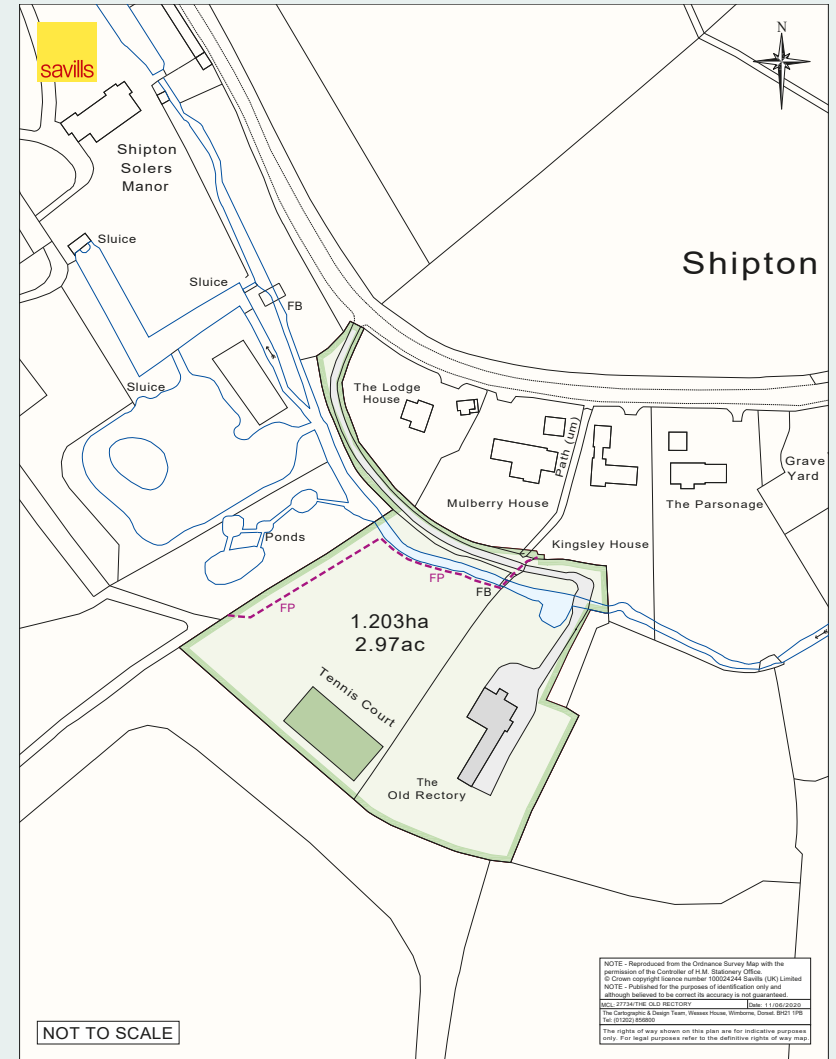 savills
N
Shipton
Solers
Manor
Sluice
Sluice
FB
Shipton
Sluice
The Lodge
House
Path (um)
Grave
Yard
Mulberry House
The Parsonage
Ponds
Kingsley House
FP
FB
FP
1.203ha
2.97ac
Tennis Court
The
Old Rectory
NOTE - Reproduced from the Ordnance Survey Map with the
permission of the Controller of H.M. Stationery Office.
© Crown copyright licence number 100024244 Savills (UK) Limited
NOTE - Published for the purposes of identification only and
although believed to be correct its accuracy is not guaranteed.
MCL: 27734/THE OLD RECTORY Date: 11/06/2020
The Cartographic & Design Team, Wessex House, Wimborne, Dorset. BH21 1PB
Tel: (01202) 856800
The rights of way shown on this plan are for indicative purposes
only. For legal purposes refer to the definitive rights of way map.
NOT TO SCALE